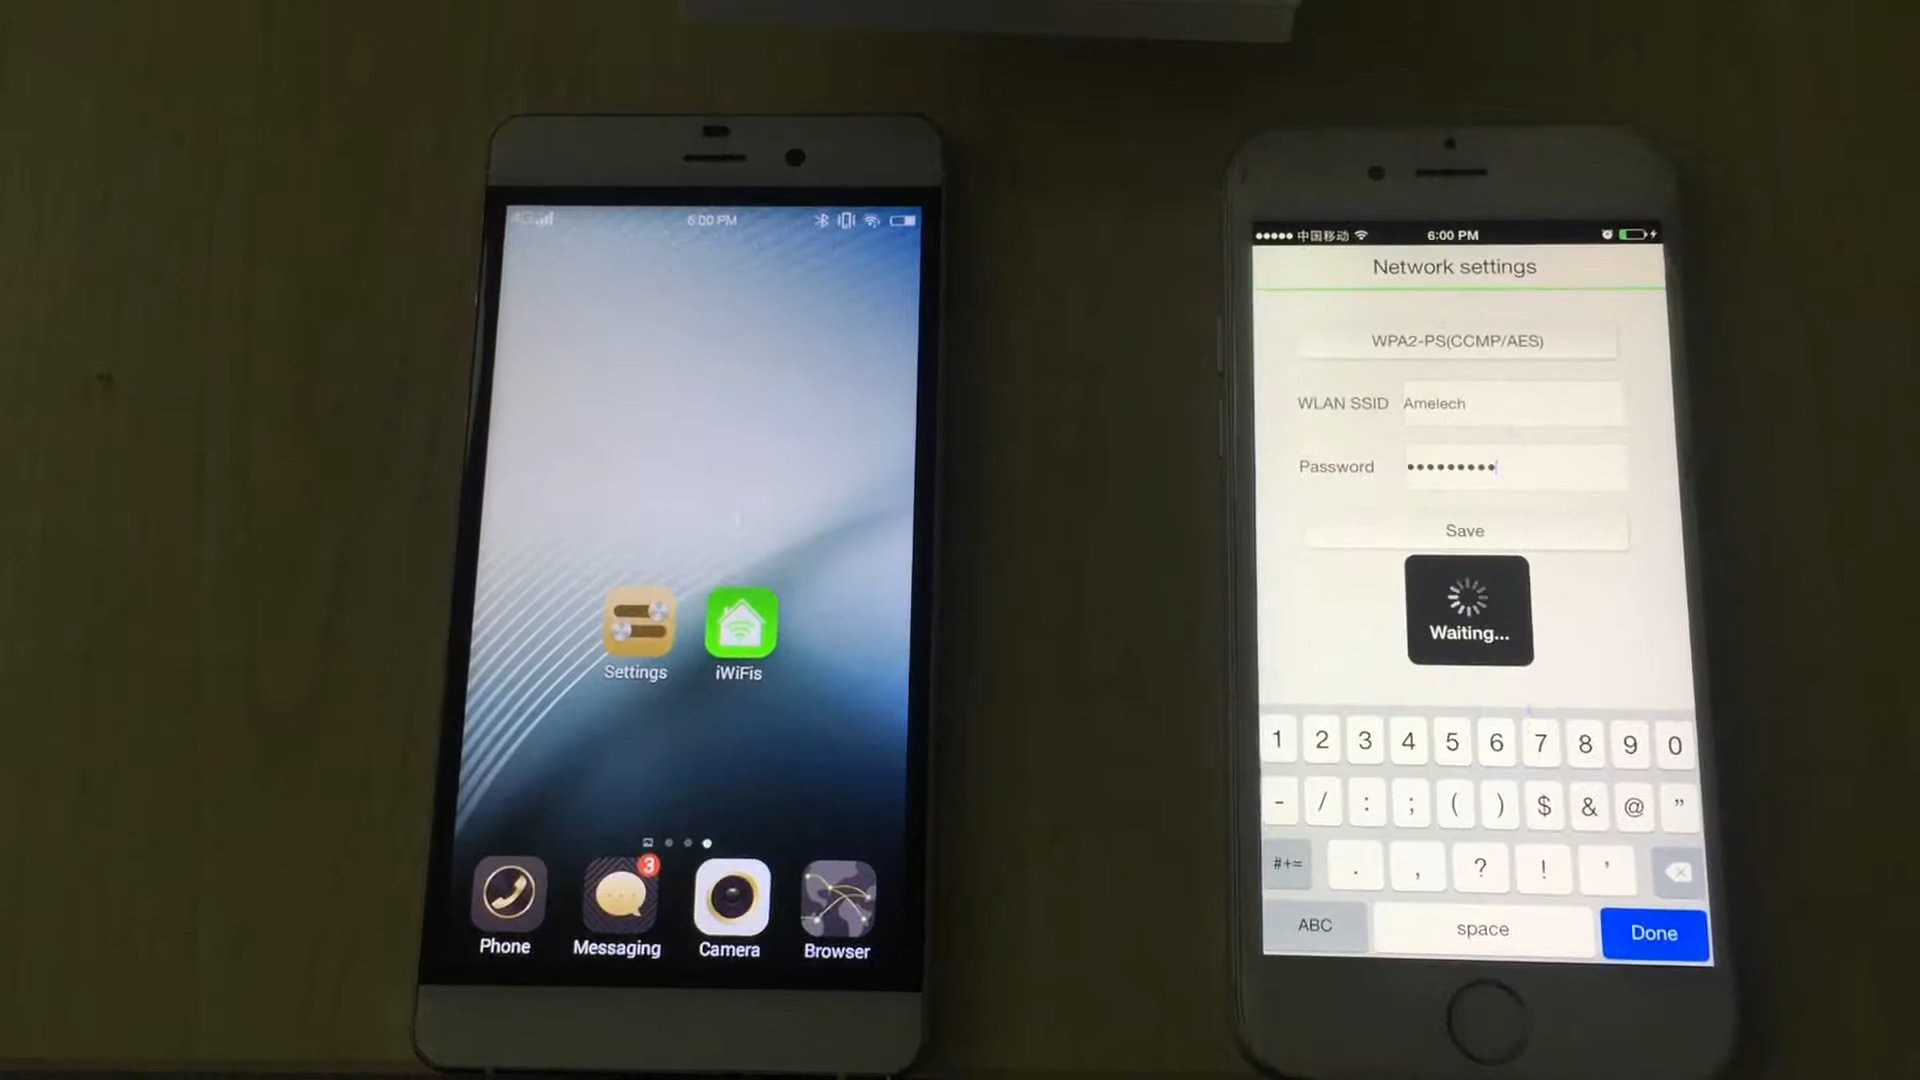 6:00 PM
Settings
iWiFis
3
Phone
Messaging
Camera
Browser
中国移动
6:00 PM
Network settings
WPA2-PS(CCMP/AES)
WLAN SSID Amelech
Password •••••••••
Save
Waiting...
1 2 3 4 5 6 7 8 9 0
- / : ; ( ) $ & @ ”
#+= . , ? ! ’
ABC space Done